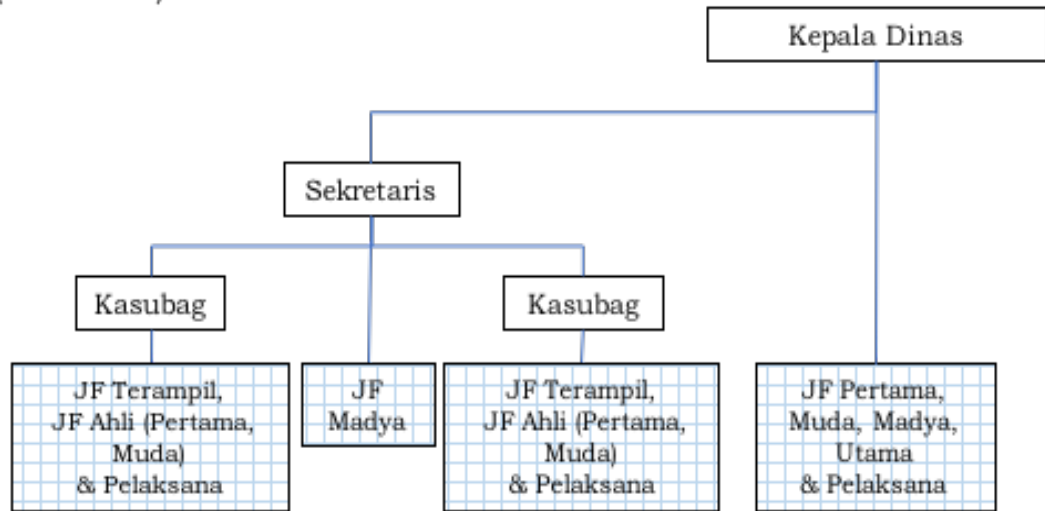 Kepala Dinas
Sekretaris
Kasubag
Kasubag
JF Terampil,
JF Ahli (Pertama,
Muda)
& Pelaksana
JF
Madya
JF Terampil,
JF Ahli (Pertama,
Muda)
& Pelaksana
JF Pertama,
Muda, Madya,
Utama
& Pelaksana